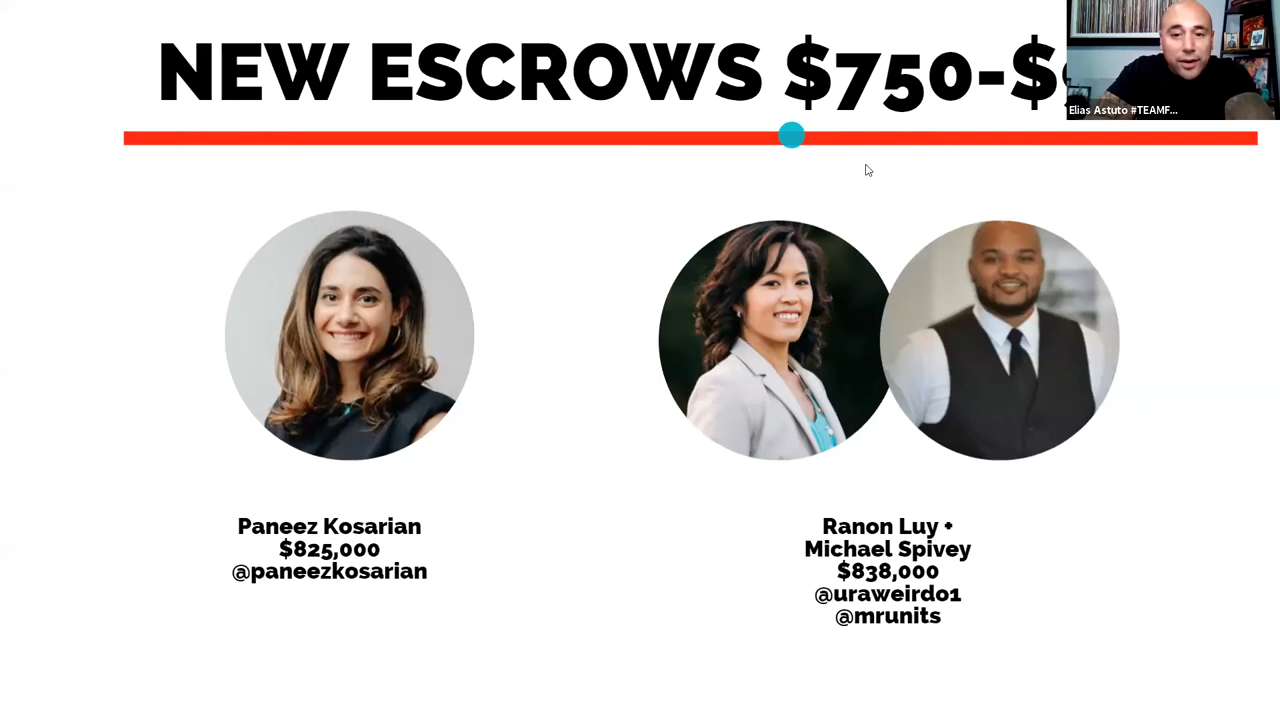 NEW ESCROWS $750-$
Elias Astuto #TEAMF...
Paneez Kosarian
$825,000
@paneezkosarian
Ranon Luy +
Michael Spivey
$838,000
@uraweirdo1
@mrunits